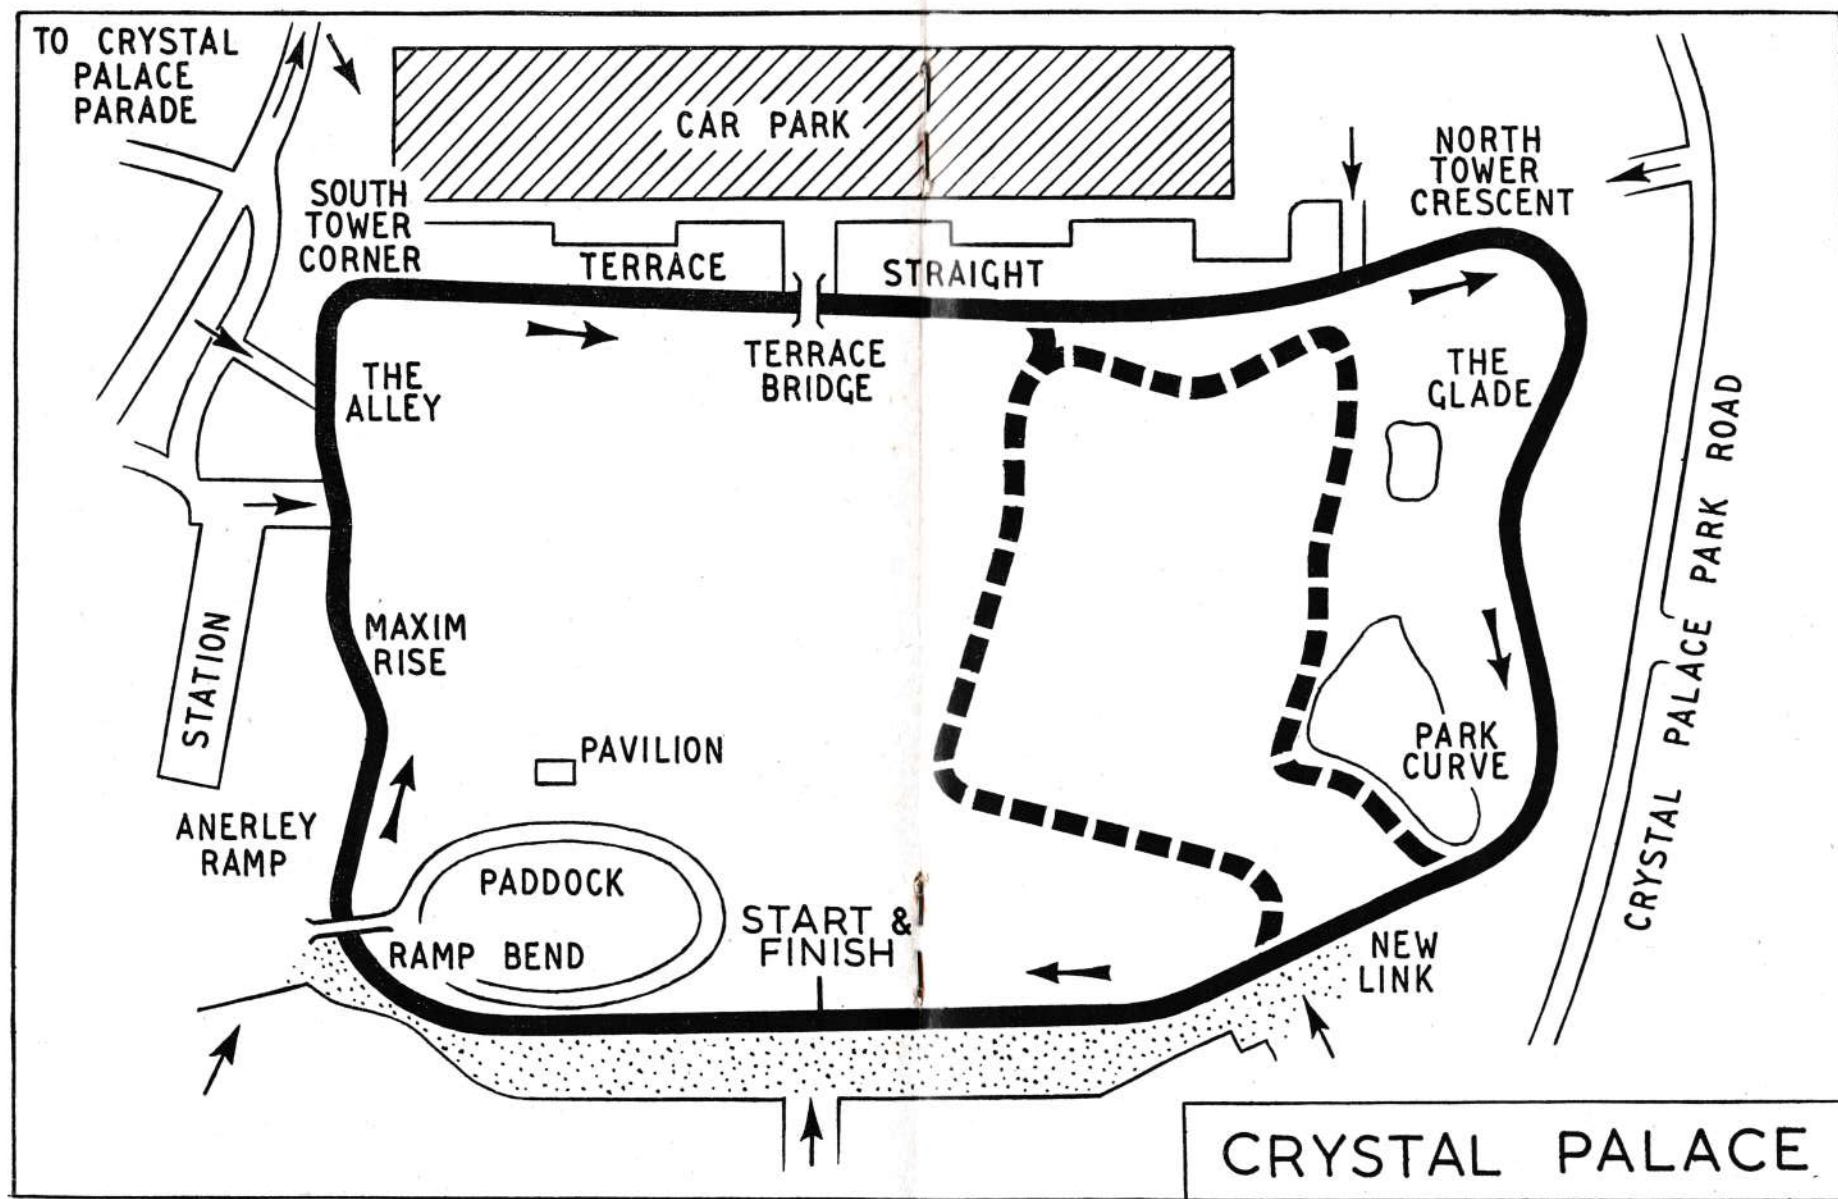 TO CRYSTAL
PALACE
PARADE
CAR PARK
NORTH
TOWER
CRESCENT
SOUTH
TOWER
CORNER
TERRACE
STRAIGHT
TERRACE
BRIDGE
THE
ALLEY
THE
GLADE
CRYSTAL PALACE PARK ROAD
MAXIM
RISE
STATION
PAVILION
PARK
CURVE
ANERLEY
RAMP
PADDOCK
START &
FINISH
RAMP BEND
NEW
LINK
CRYSTAL PALACE